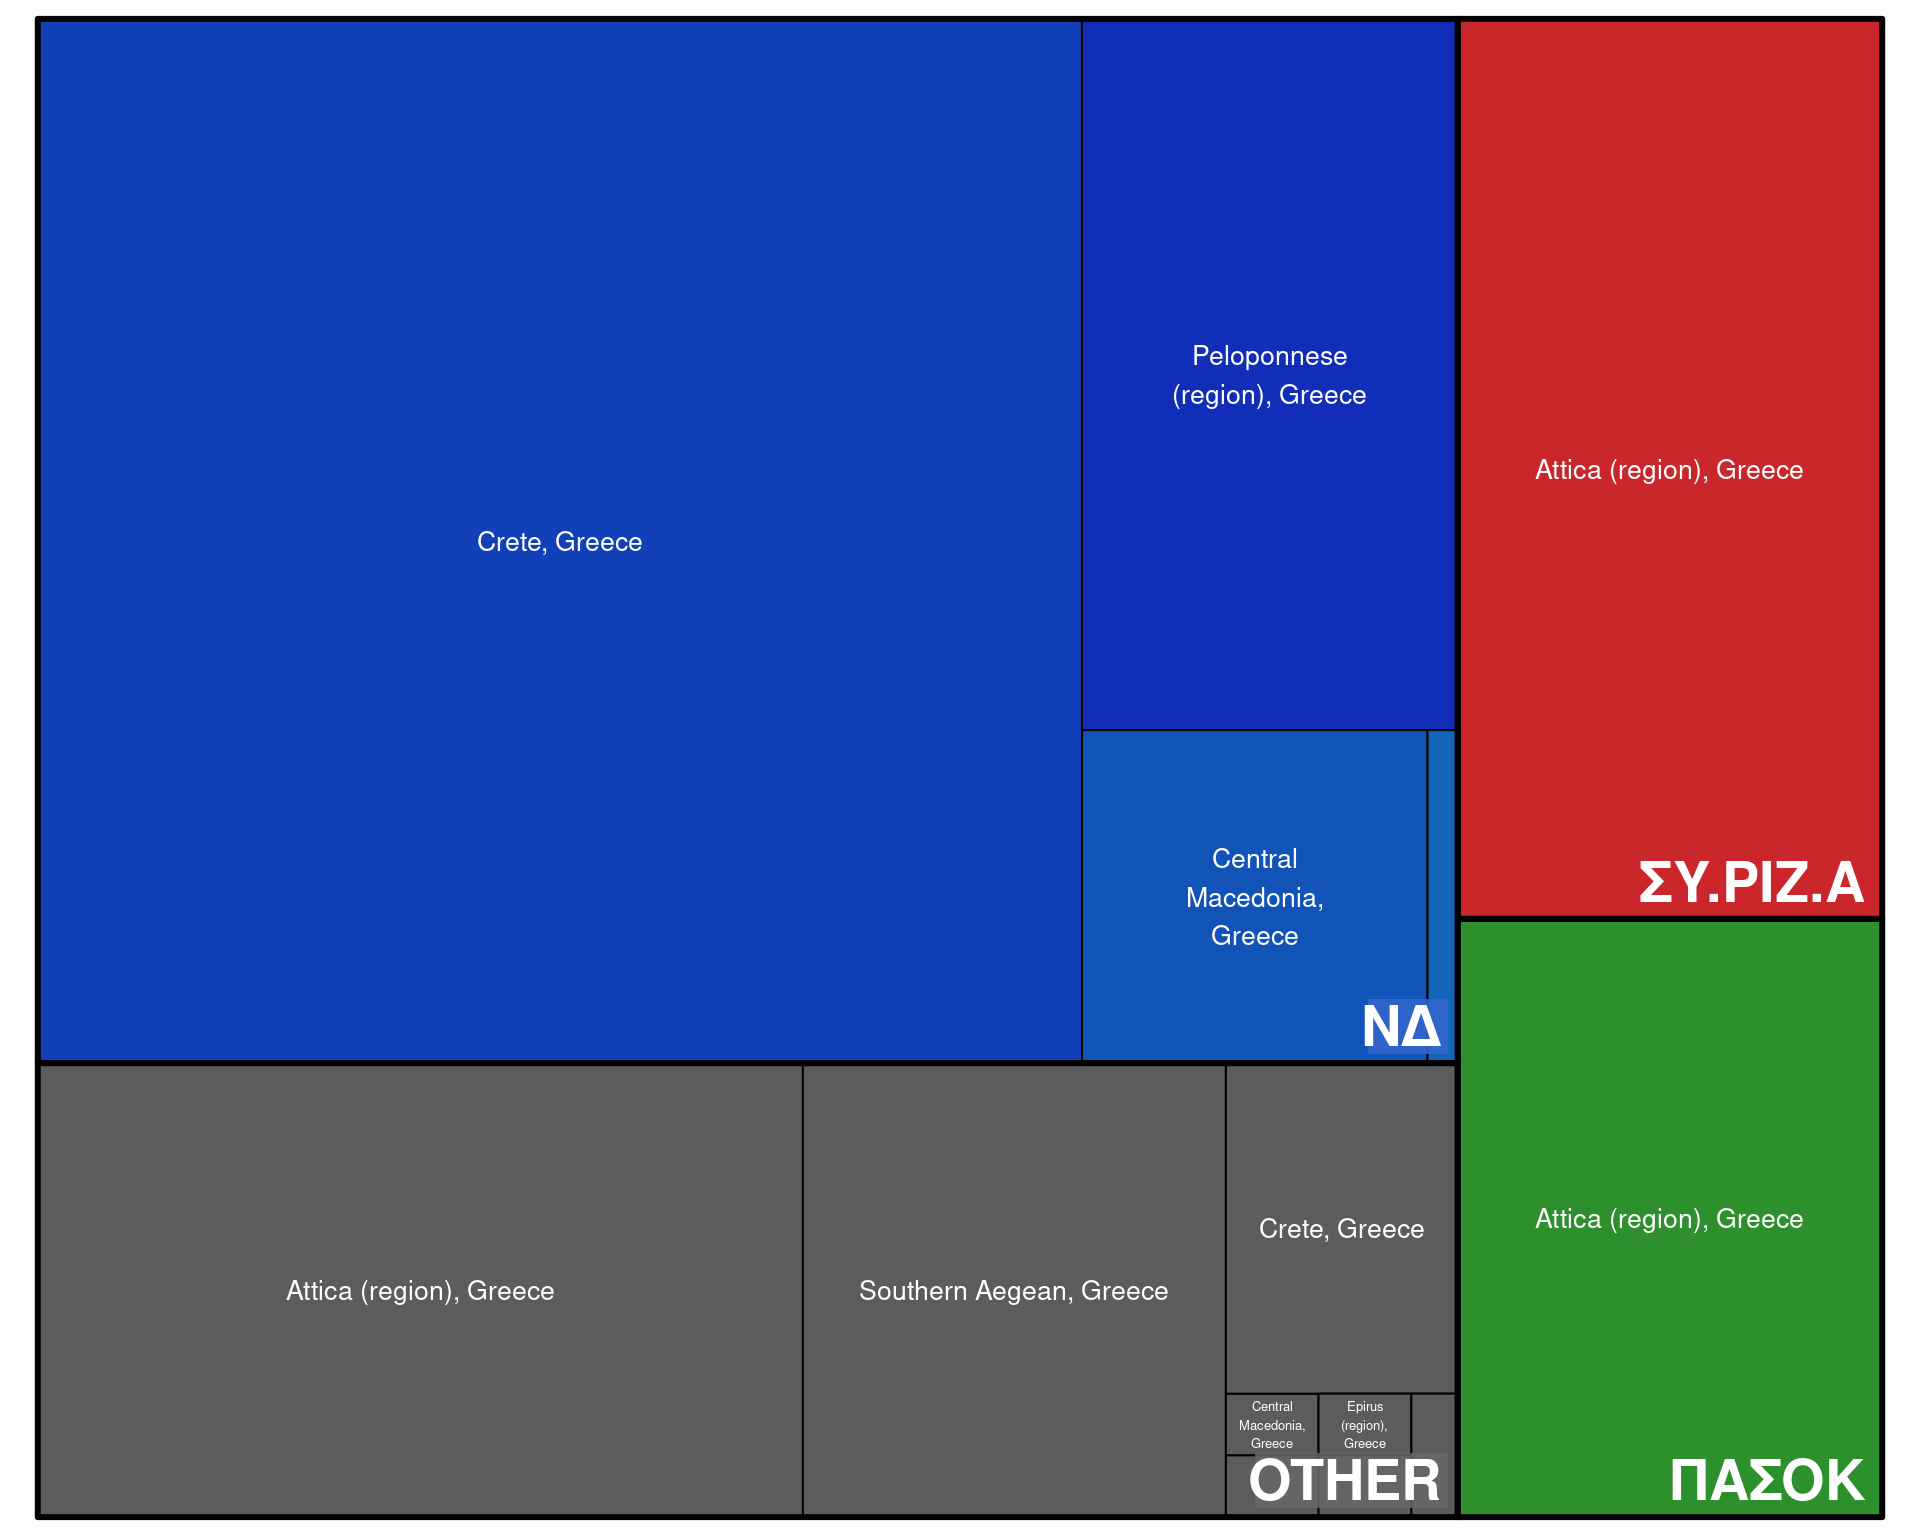 Crete, Greece
Peloponnese
(region), Greece
Central
Macedonia,
Greece
ΝΔ
Attica (region), Greece
ΣΥ.ΡΙΖ.Α
Attica (region), Greece
ΠΑΣΟΚ
Attica (region), Greece
Southern Aegean, Greece
Crete, Greece
Central
Macedonia,
Greece
Epirus
(region),
Greece
OTHER